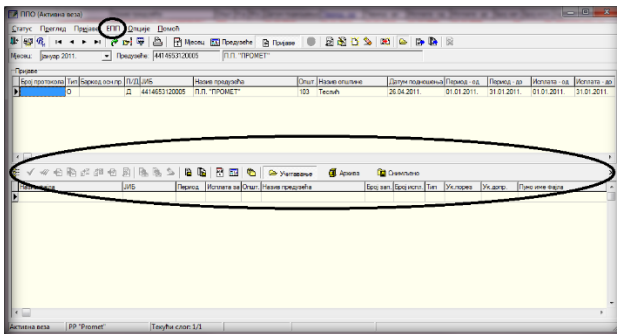 ПІПО (Активна веза)
Статус Преглед Пријаве ЕПП Опције Помоћ
Мјесец Предузеће Пријаве
Мјесец: јануар 2011. Предузеће: 4414653120005 П.П. "ПРОМЕТ"
Пријаве
Број протокола Тип Баркод осн.пр. П/Д ЈИБ Назив предузећа Општ Назив општине Датум подношења Период - од Период - до Исплата - од Исплата - до
О Д 4414653120005 П.П. "ПРОМЕТ" 103 Теслић 26.04.2011. 01.01.2011. 31.01.2011. 01.01.2011. 31.01.2011.
Учитавање Архива Снимљено
ЈИБ Период Исплата за Општ. Назив предузећа Број зап. Број испл. Тип Ук.порез Ук.допр. Пуно име фајла
Активна веза PP "Promet" Текући слог: 1/1